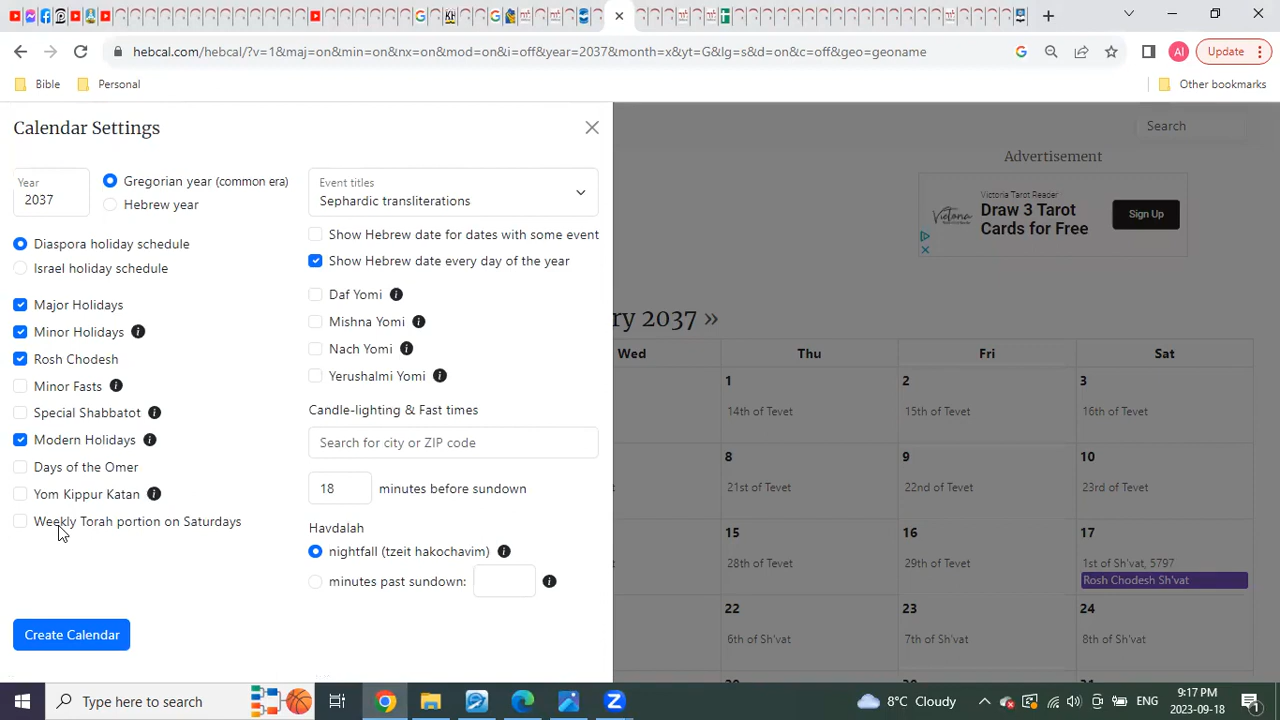 hebcal.com/hebcal/?v=1&maj=on&min=on&nx=on&mod=on&i=off&year=2037&month=x&yt=G&lg=s&d=on&c=off&geo=geoname
AI
Update
Bible
Personal
Other bookmarks
Calendar Settings
Year
2037
Gregorian year (common era)
Hebrew year
Diaspora holiday schedule
Israel holiday schedule
Major Holidays
Minor Holidays
Rosh Chodesh
Minor Fasts
Special Shabbatot
Modern Holidays
Days of the Omer
Yom Kippur Katan
Weekly Torah portion on Saturdays
Create Calendar
Event titles
Sephardic transliterations
Show Hebrew date for dates with some event
Show Hebrew date every day of the year
Daf Yomi
Mishna Yomi
Nach Yomi
Yerushalmi Yomi
Candle-lighting & Fast times
Search for city or ZIP code
18 minutes before sundown
Havdalah
nightfall (tzeit hakochavim)
minutes past sundown:
Search
Advertisement
Victoria Tarot Reader
Victoria
Draw 3 Tarot
Cards for Free
Sign Up
ry 2037 »
Wed Thu Fri Sat
1 2 3
14th of Tevet 15th of Tevet 16th of Tevet
8 9 10
21st of Tevet 22nd of Tevet 23rd of Tevet
15 16 17
28th of Tevet 29th of Tevet 1st of Sh'vat, 5797
Rosh Chodesh Sh'vat
22 23 24
6th of Sh'vat 7th of Sh'vat 8th of Sh'vat
Type here to search
8°C Cloudy
ENG
9:17 PM
2023-09-18
1